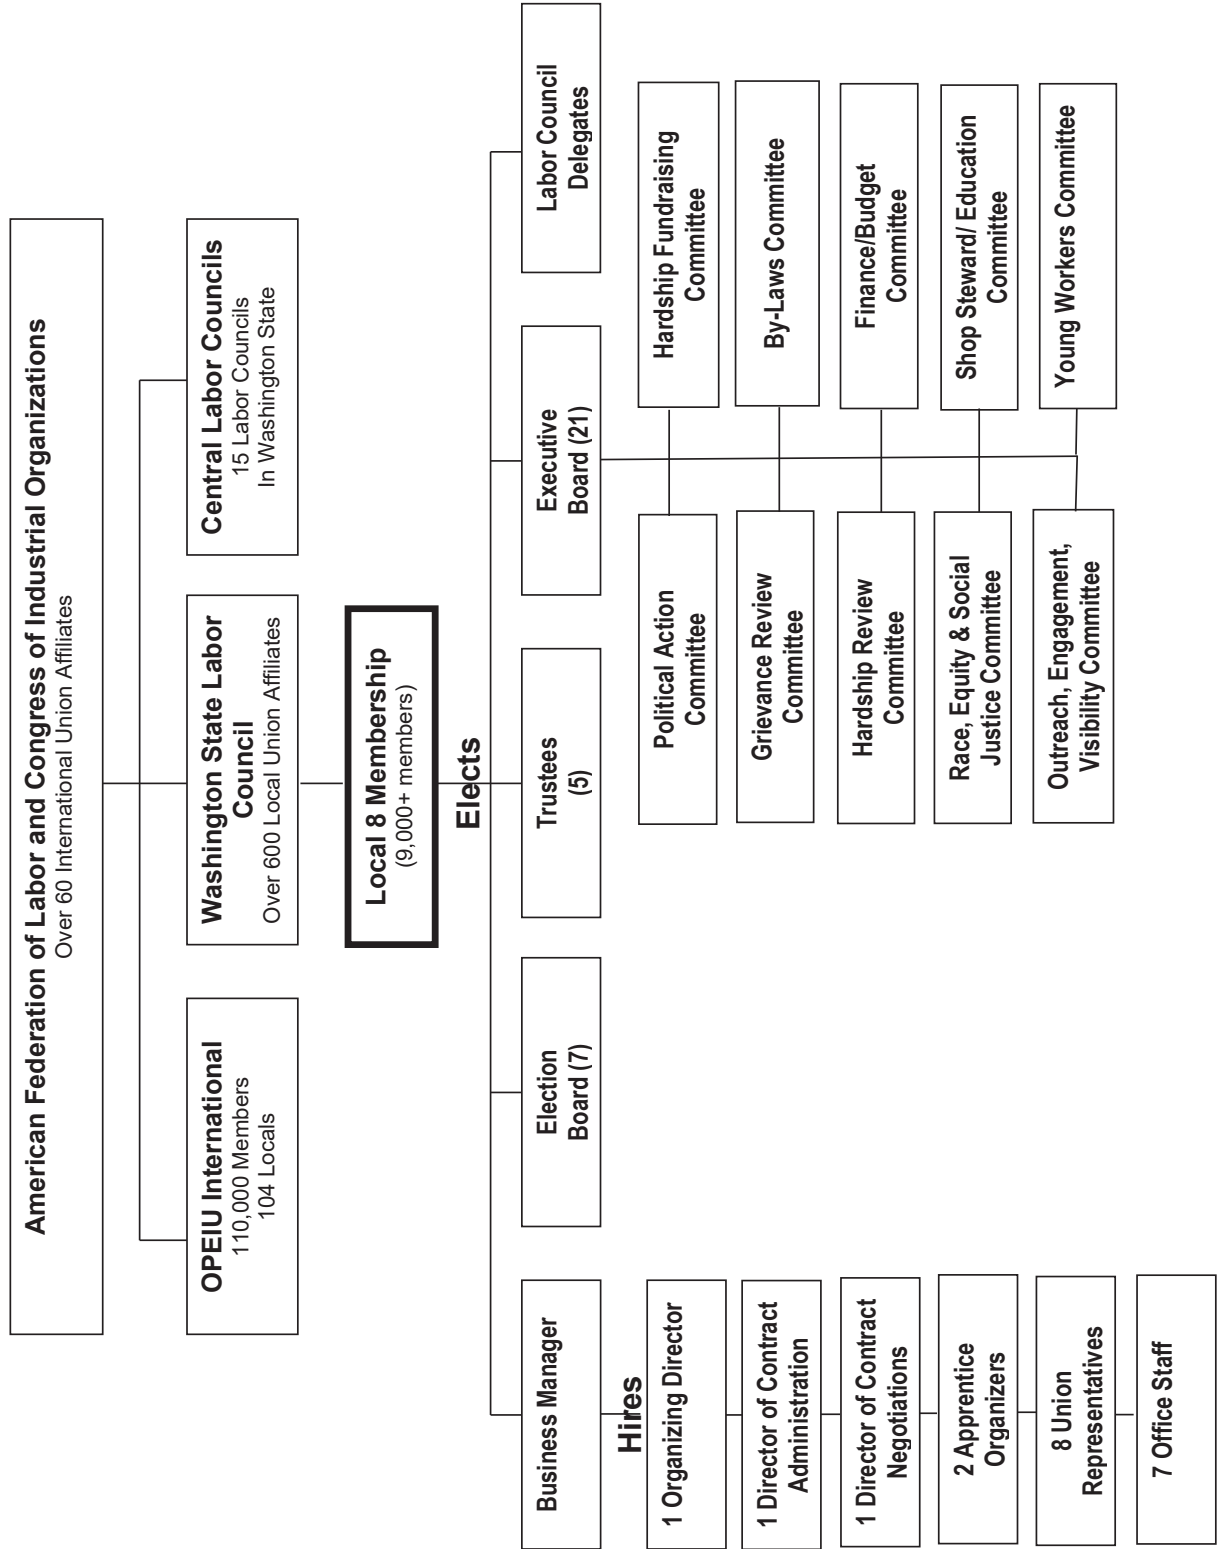 American Federation of Labor and Congress of Industrial Organizations
Over 60 International Union Affiliates
OPEIU International
110,000 Members
104 Locals
Washington State Labor
Council
Over 600 Local Union Affiliates
Central Labor Councils
15 Labor Councils
In Washington State
Local 8 Membership
(9,000+ members)
Elects
Business Manager
Election
Board (7)
Trustees
(5)
Executive
Board (21)
Labor Council
Delegates
Hires
1 Organizing Director
1 Director of Contract
Administration
1 Director of Contract
Negotiations
2 Apprentice
Organizers
8 Union
Representatives
7 Office Staff
Political Action
Committee
Hardship Fundraising
Committee
Grievance Review
Committee
By-Laws Committee
Hardship Review
Committee
Finance/Budget
Committee
Race, Equity & Social
Justice Committee
Shop Steward/ Education
Committee
Outreach, Engagement,
Visibility Committee
Young Workers Committee